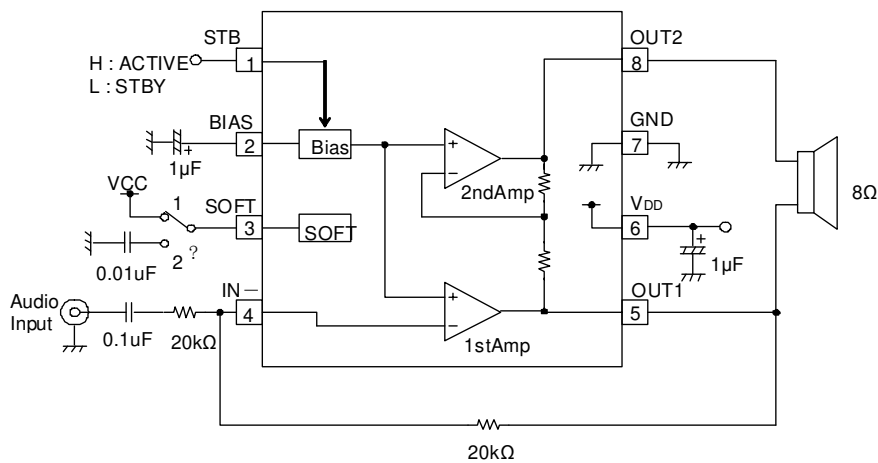 STB
H : ACTIVE
L : STBY
1
BIAS
+
1µF
2
Bias
VCC
1
SOFT
3
SOFT
2 ?
0.01uF
Audio
Input
0.1uF
20kΩ
IN－
4
+
－
2ndAmp
+
－
1stAmp
OUT2
8
GND
7
VDD
6
+
1µF
OUT1
5
8Ω
20kΩ